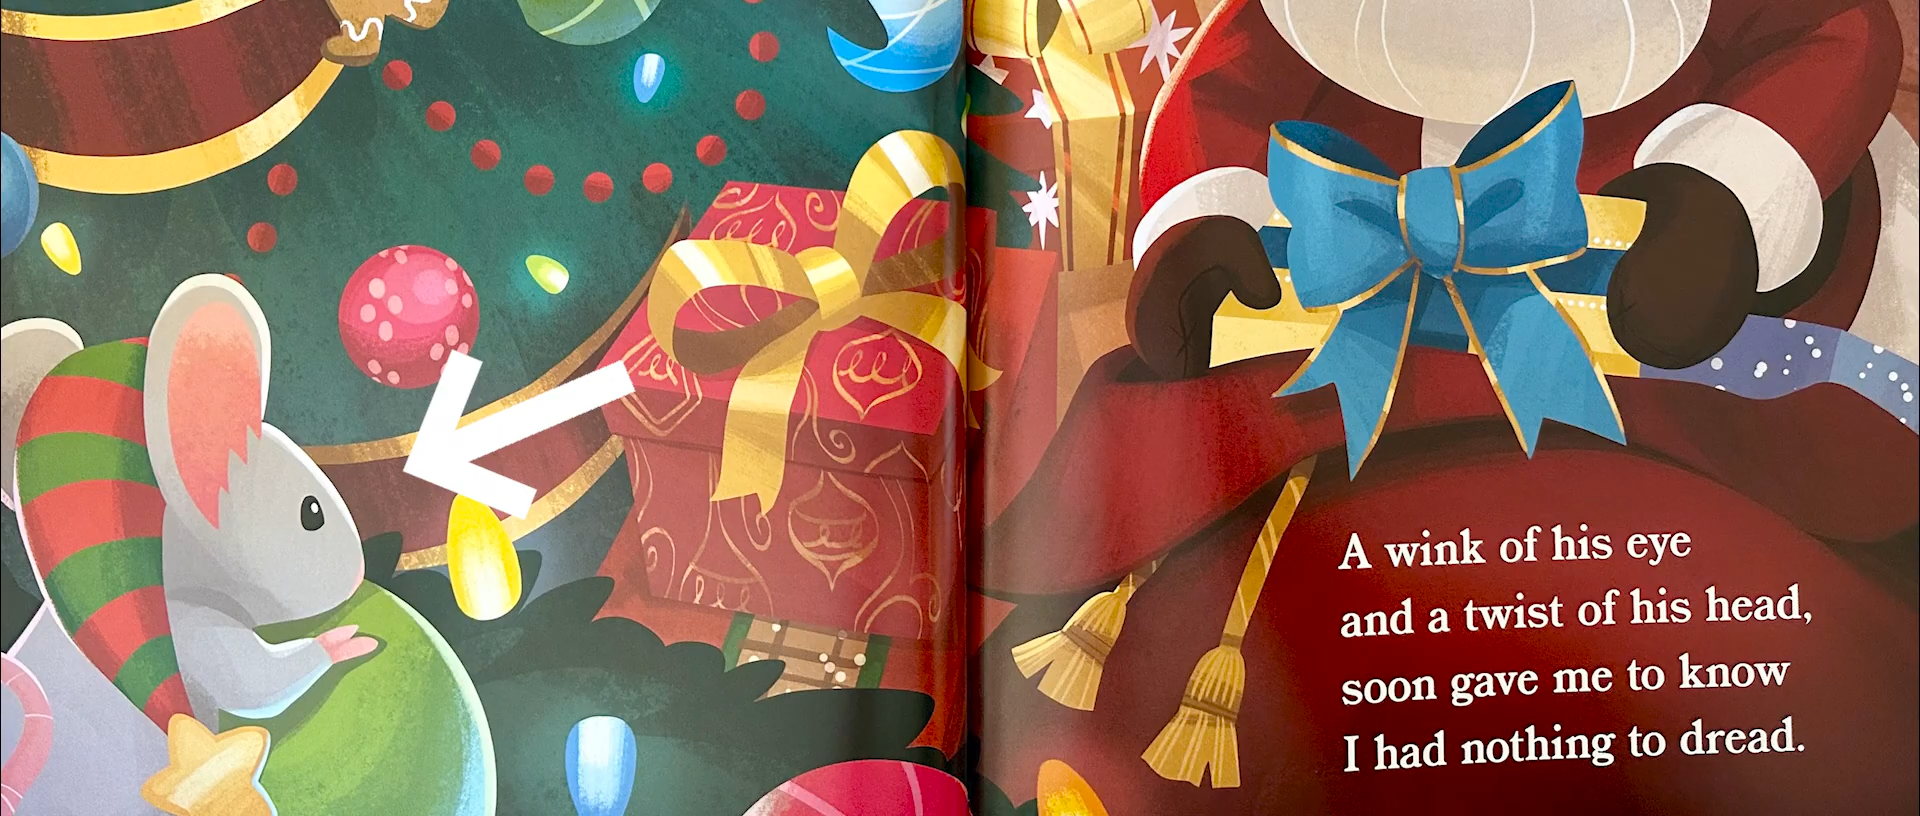 A wink of his eye
and a twist of his head,
soon gave me to know
I had nothing to dread.